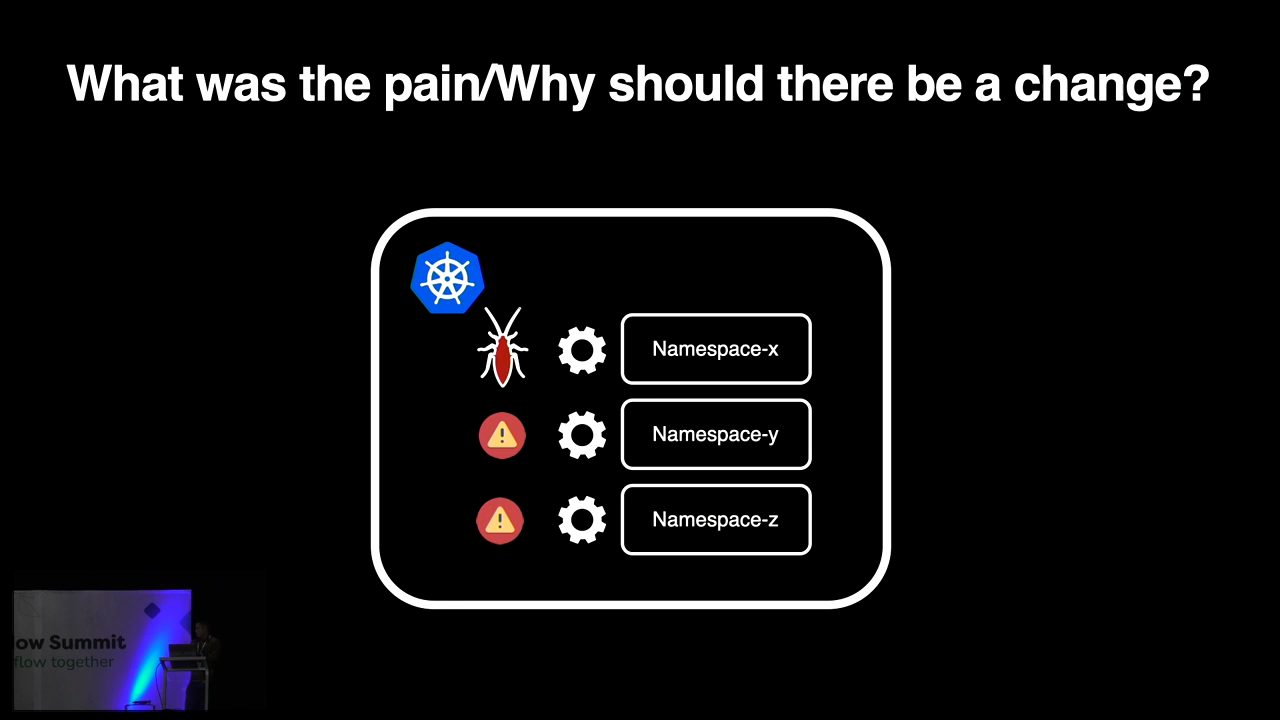 What was the pain/Why should there be a change?
Namespace-x
Namespace-y
Namespace-z
ow Summit
flow together